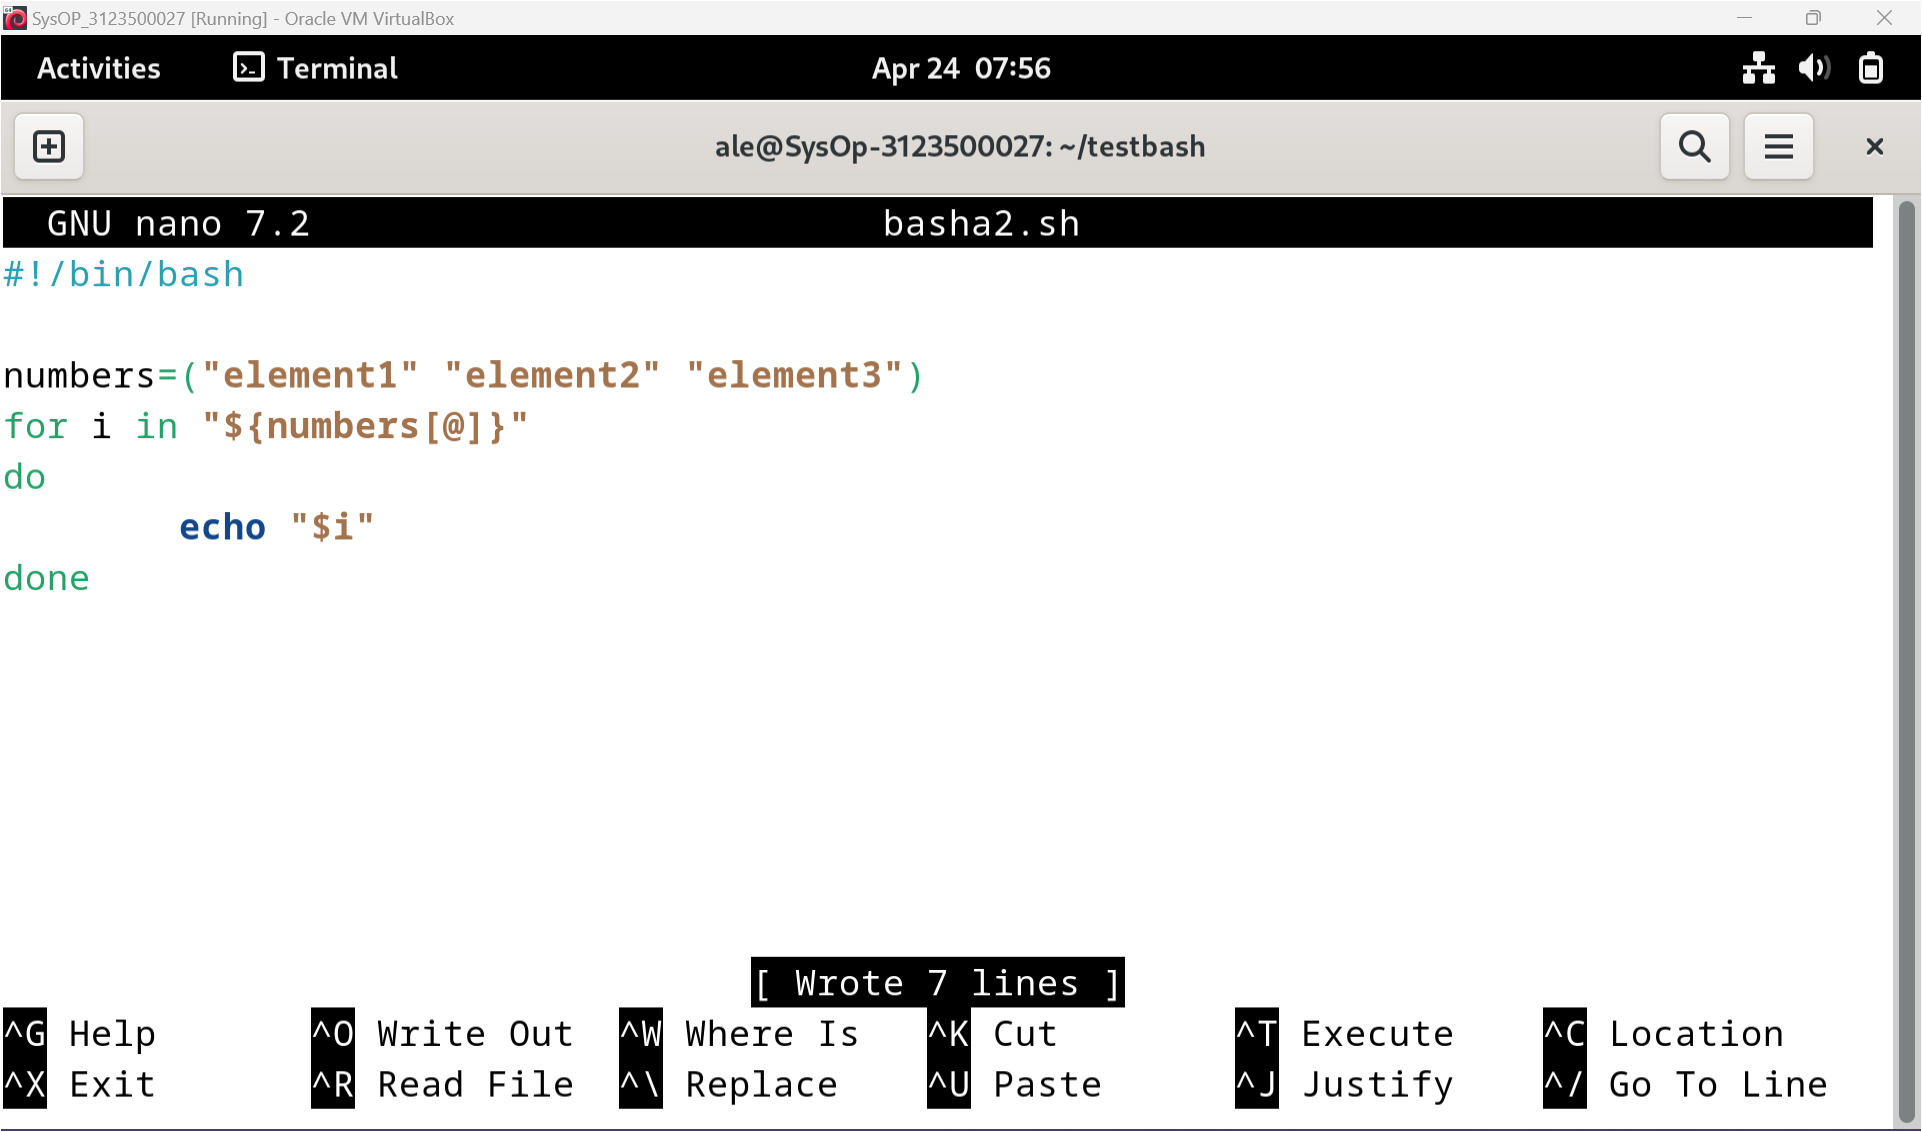 SysOP_3123500027 [Running] - Oracle VM VirtualBox
Activities Terminal Apr 24 07:56
ale@SysOp-3123500027: ~/testbash
GNU nano 7.2 basha2.sh
#!/bin/bash

numbers=("element1" "element2" "element3")
for i in "${numbers[@]}"
do
        echo "$i"
done
[ Wrote 7 lines ]
^G Help ^O Write Out ^W Where Is ^K Cut ^T Execute ^C Location
^X Exit ^R Read File ^\ Replace ^U Paste ^J Justify ^/ Go To Line